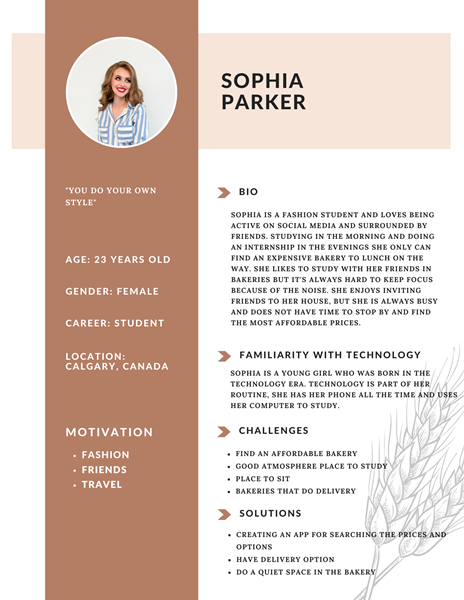 SOPHIA
PARKER
"YOU DO YOUR OWN
STYLE"
AGE: 23 YEARS OLD
GENDER: FEMALE
CAREER: STUDENT
LOCATION:
CALGARY, CANADA
MOTIVATION
• FASHION
• FRIENDS
• TRAVEL
BIO
SOPHIA IS A FASHION STUDENT AND LOVES BEING
ACTIVE ON SOCIAL MEDIA AND SURROUNDED BY
FRIENDS. STUDYING IN THE MORNING AND DOING
AN INTERNSHIP IN THE EVENINGS SHE ONLY CAN
FIND AN EXPENSIVE BAKERY TO LUNCH ON THE
WAY. SHE LIKES TO STUDY WITH HER FRIENDS IN
BAKERIES BUT IT'S ALWAYS HARD TO KEEP FOCUS
BECAUSE OF THE NOISE. SHE ENJOYS INVITING
FRIENDS TO HER HOUSE, BUT SHE IS ALWAYS BUSY
AND DOES NOT HAVE TIME TO STOP BY AND FIND
THE MOST AFFORDABLE PRICES.
FAMILIARITY WITH TECHNOLOGY
SOPHIA IS A YOUNG GIRL WHO WAS BORN IN THE
TECHNOLOGY ERA. TECHNOLOGY IS PART OF HER
ROUTINE, SHE HAS HER PHONE ALL THE TIME AND USES
HER COMPUTER TO STUDY.
CHALLENGES
• FIND AN AFFORDABLE BAKERY
• GOOD ATMOSPHERE PLACE TO STUDY
• PLACE TO SIT
• BAKERIES THAT DO DELIVERY
SOLUTIONS
• CREATING AN APP FOR SEARCHING THE PRICES AND
OPTIONS
• HAVE DELIVERY OPTION
• DO A QUIET SPACE IN THE BAKERY